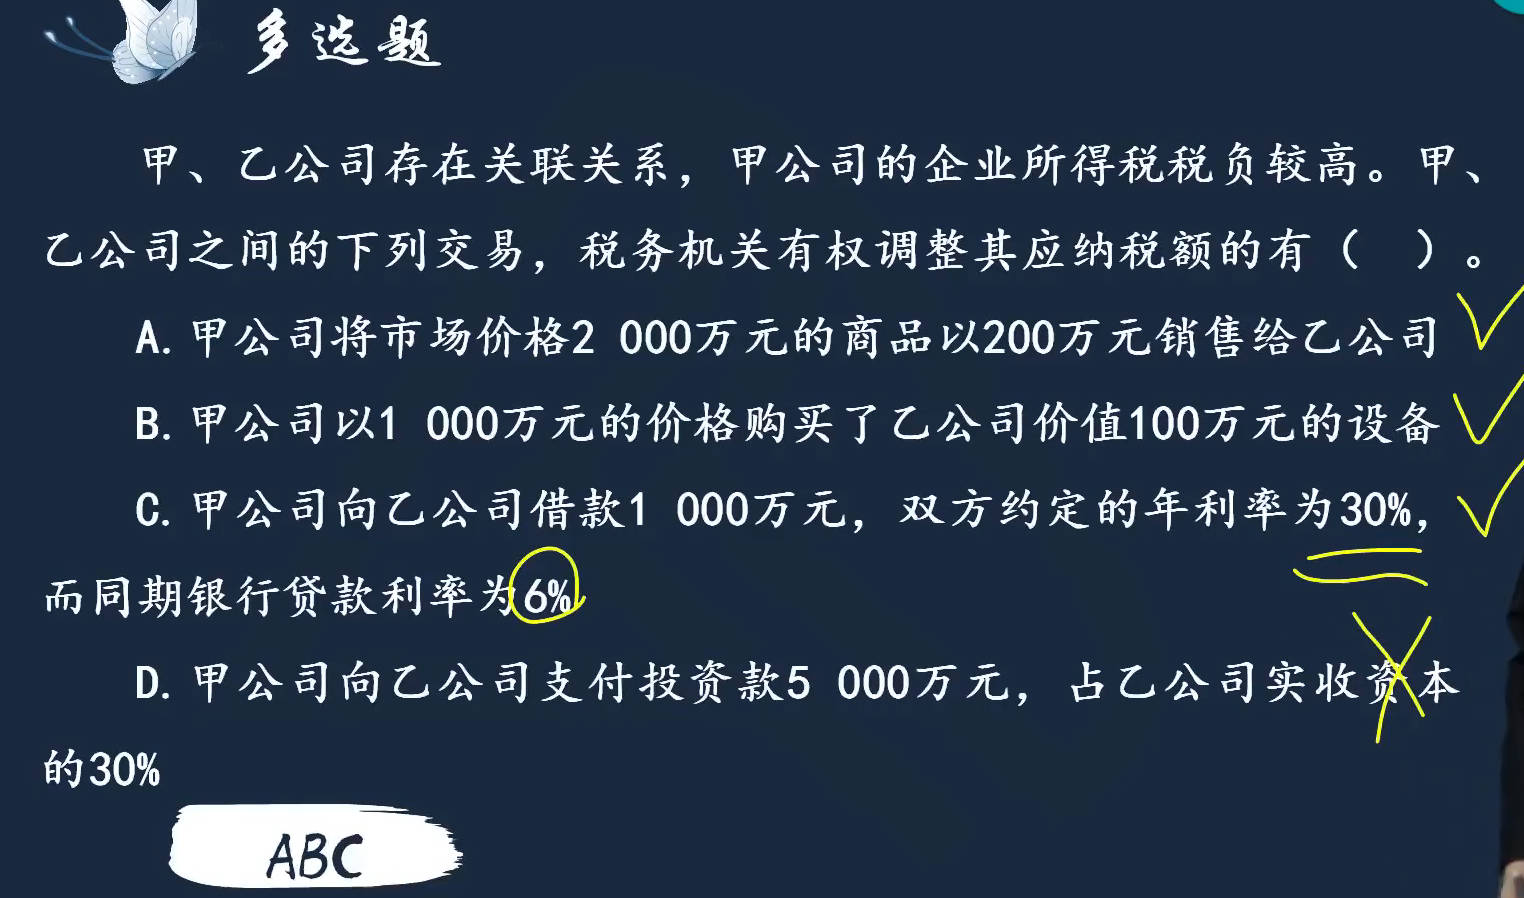 多选题
甲、乙公司存在关联关系，甲公司的企业所得税税负较高。甲、
乙公司之间的下列交易，税务机关有权调整其应纳税额的有（ ）。
A. 甲公司将市场价格2 000万元的商品以200万元销售给乙公司
B. 甲公司以1 000万元的价格购买了乙公司价值100万元的设备
C. 甲公司向乙公司借款1 000万元，双方约定的年利率为30%，
而同期银行贷款利率为6%
D. 甲公司向乙公司支付投资款5 000万元，占乙公司实收资本
的30%
ABC